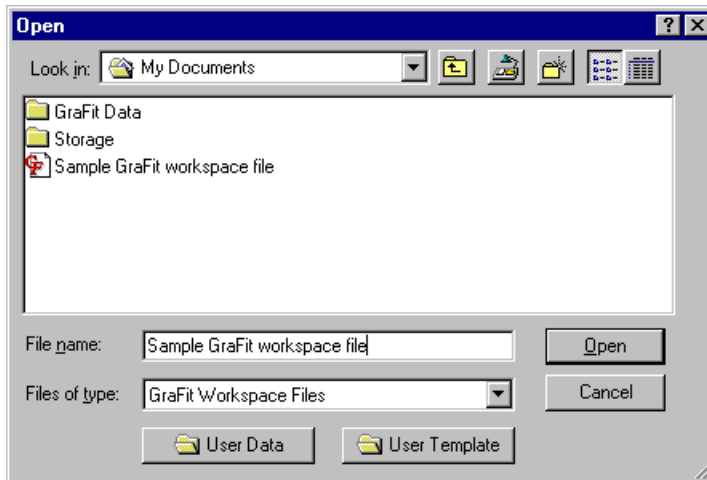 Open
Look in: My Documents
GraFit Data
Storage
Sample GraFit workspace file
File name: Sample GraFit workspace file Open
Files of type: GraFit Workspace Files Cancel
User Data User Template